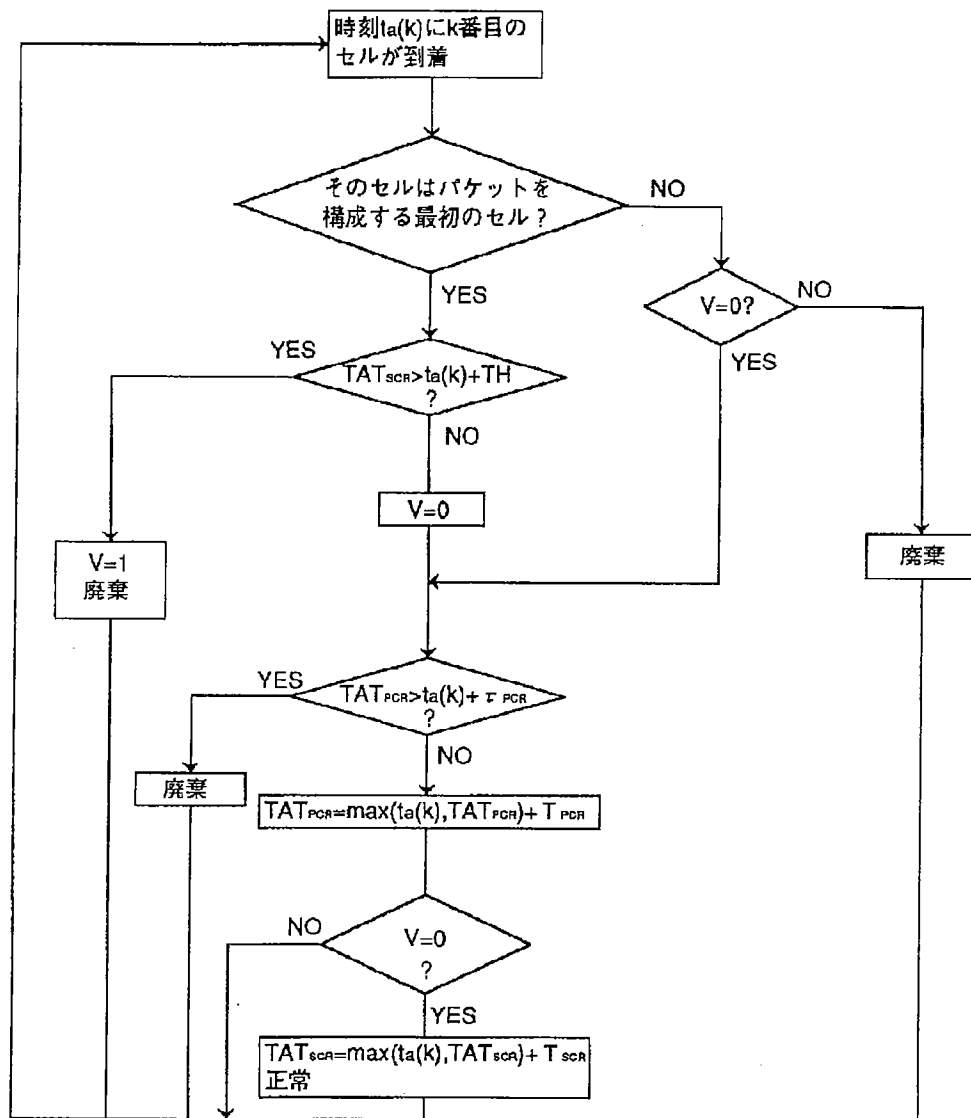 時刻ta(k)にk番目の
セルが到着
そのセルはパケットを
構成する最初のセル？
NO
YES
V=0?
NO
YES
YES
TATSCR>ta(k)+TH
?
NO
V=0
V=1
廃棄
廃棄
YES
TATPCR>ta(k)+τPCR
?
NO
廃棄
TATPCR=max(ta(k),TATPCR)+TPCR
NO
V=0
?
YES
TATSCR=max(ta(k),TATSCR)+TSCR
正常